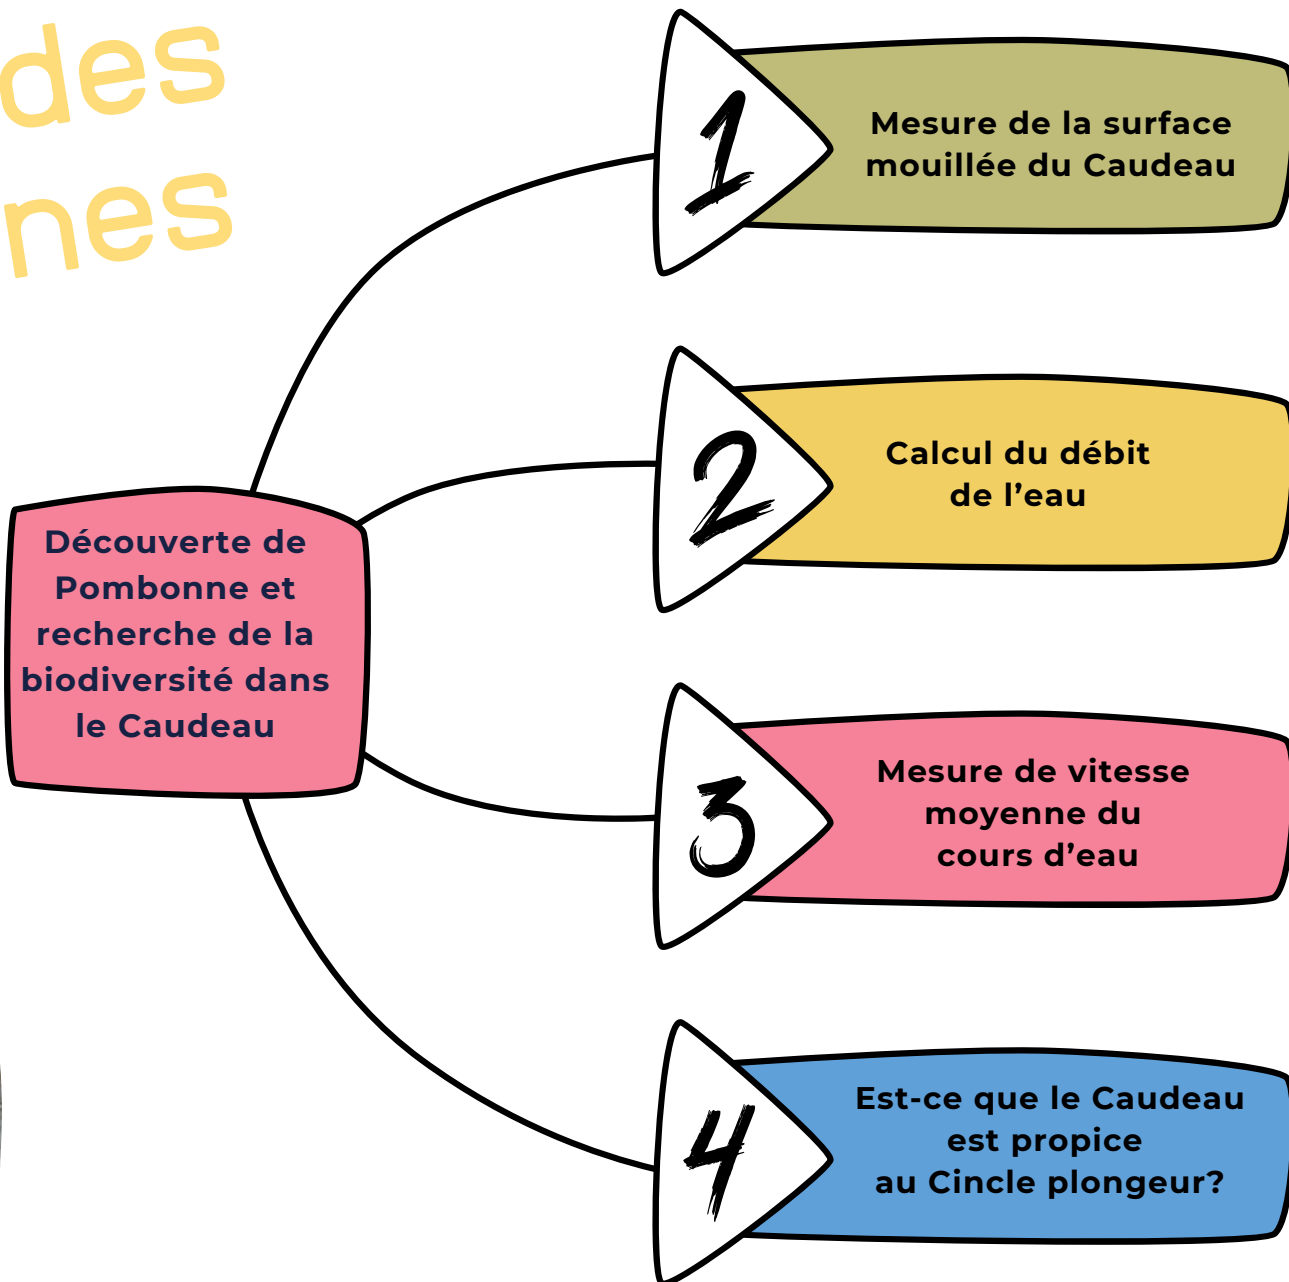 des
nes
1
Mesure de la surface
mouillée du Caudeau
2
Calcul du débit
de l’eau
Découverte de
Pombonne et
recherche de la
biodiversité dans
le Caudeau
3
Mesure de vitesse
moyenne du
cours d’eau
4
Est-ce que le Caudeau
est propice
au Cincle plongeur?